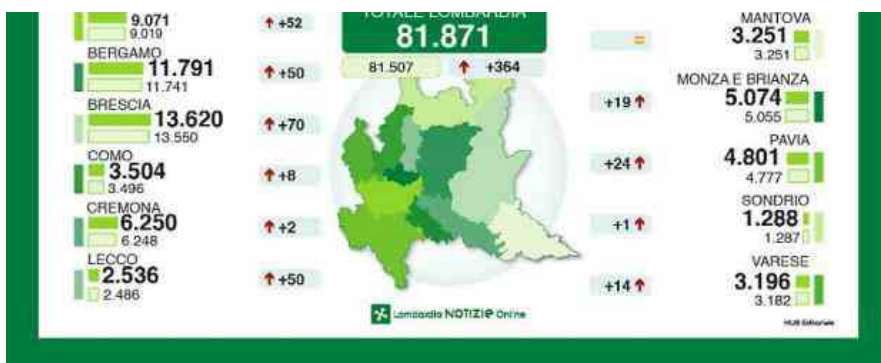 9.071
9.019
+52
BERGAMO
11.791
11.741
+50
BRESCIA
13.620
13.550
+70
COMO
3.504
3.496
+8
CREMONA
6.250
6.248
+2
LECCO
2.536
2.486
+50
TOTALE LOMBARDIA
81.871
81.507
+364
MANTOVA
=
3.251
3.251
MONZA E BRIANZA
+19
5.074
5.055
PAVIA
+24
4.801
4.777
SONDRIO
+1
1.288
1.287
VARESE
+14
3.196
3.182
Lombardia NOTIZIE Online
HUB Editoriale